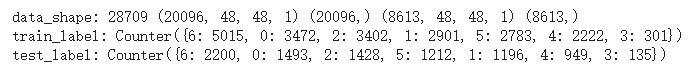 data_shape: 28709 (20096, 48, 48, 1) (20096,) (8613, 48, 48, 1) (8613,)
train_label: Counter({6: 5015, 0: 3472, 2: 3402, 1: 2901, 5: 2783, 4: 2222, 3: 301})
test_label: Counter({6: 2200, 0: 1493, 2: 1428, 5: 1212, 1: 1196, 4: 949, 3: 135})